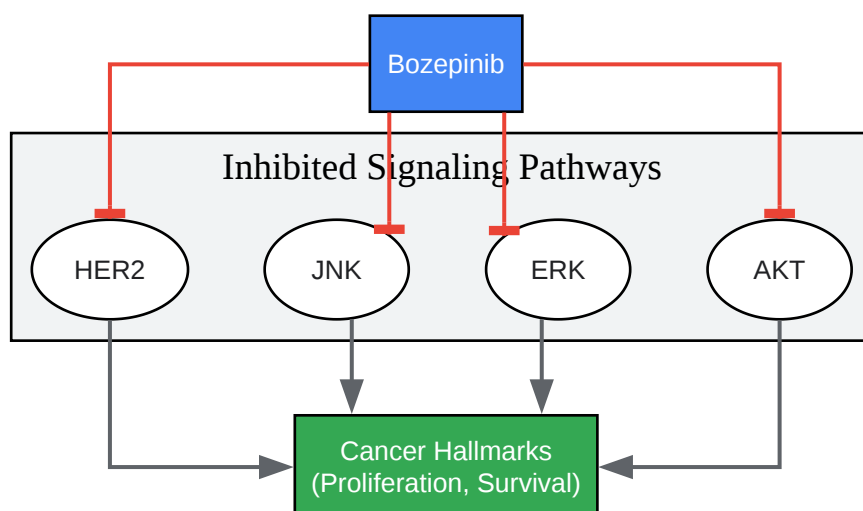 Bozepinib
Inhibited Signaling Pathways
HER2
JNK
ERK
AKT
Cancer Hallmarks
(Proliferation, Survival)